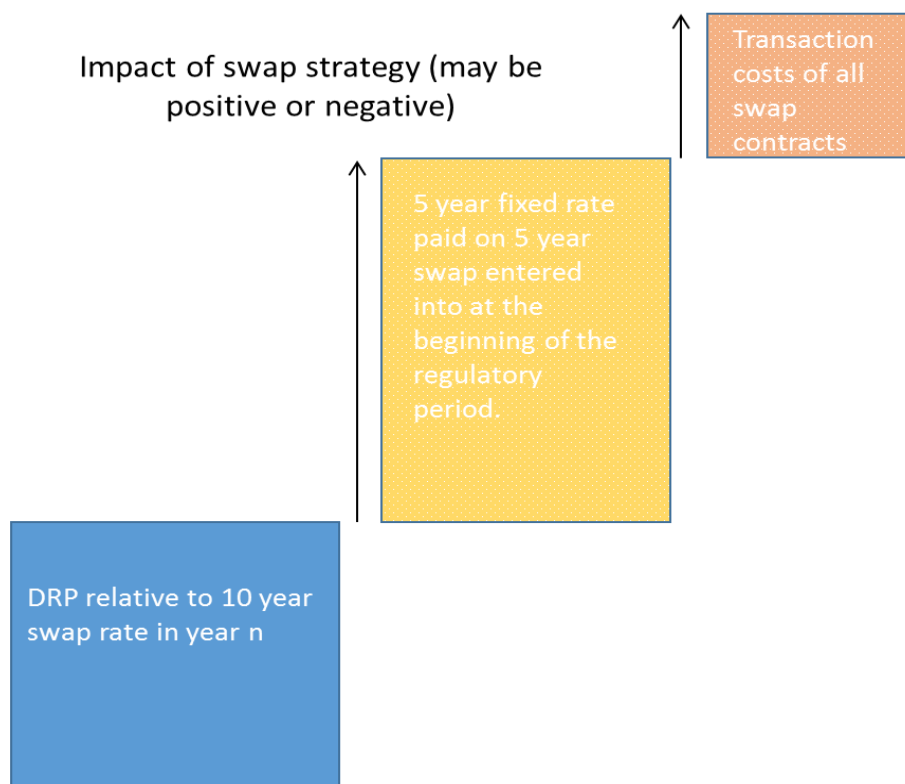 Impact of swap strategy (may be
positive or negative)
Transaction
costs of all
swap
contracts
5 year fixed rate
paid on 5 year
swap entered
into at the
beginning of the
regulatory
period.
DRP relative to 10 year
swap rate in year n